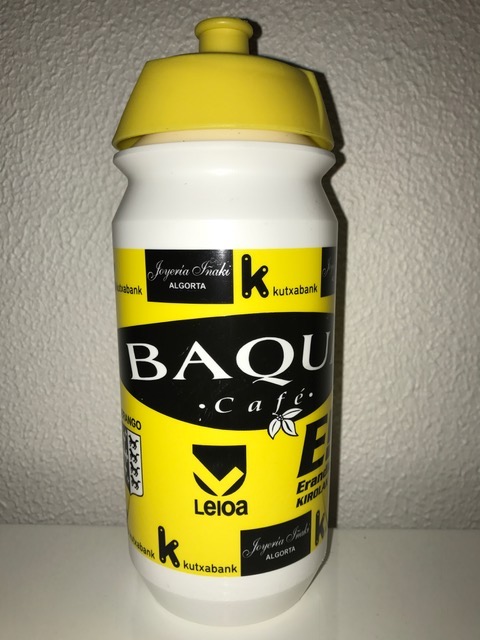 Joyería Iñaki
ALGORTA
k
kutxabank
BAQU
• Café •
Leioa
k
kutxabank
Joyería Iñaki
ALGORTA
k